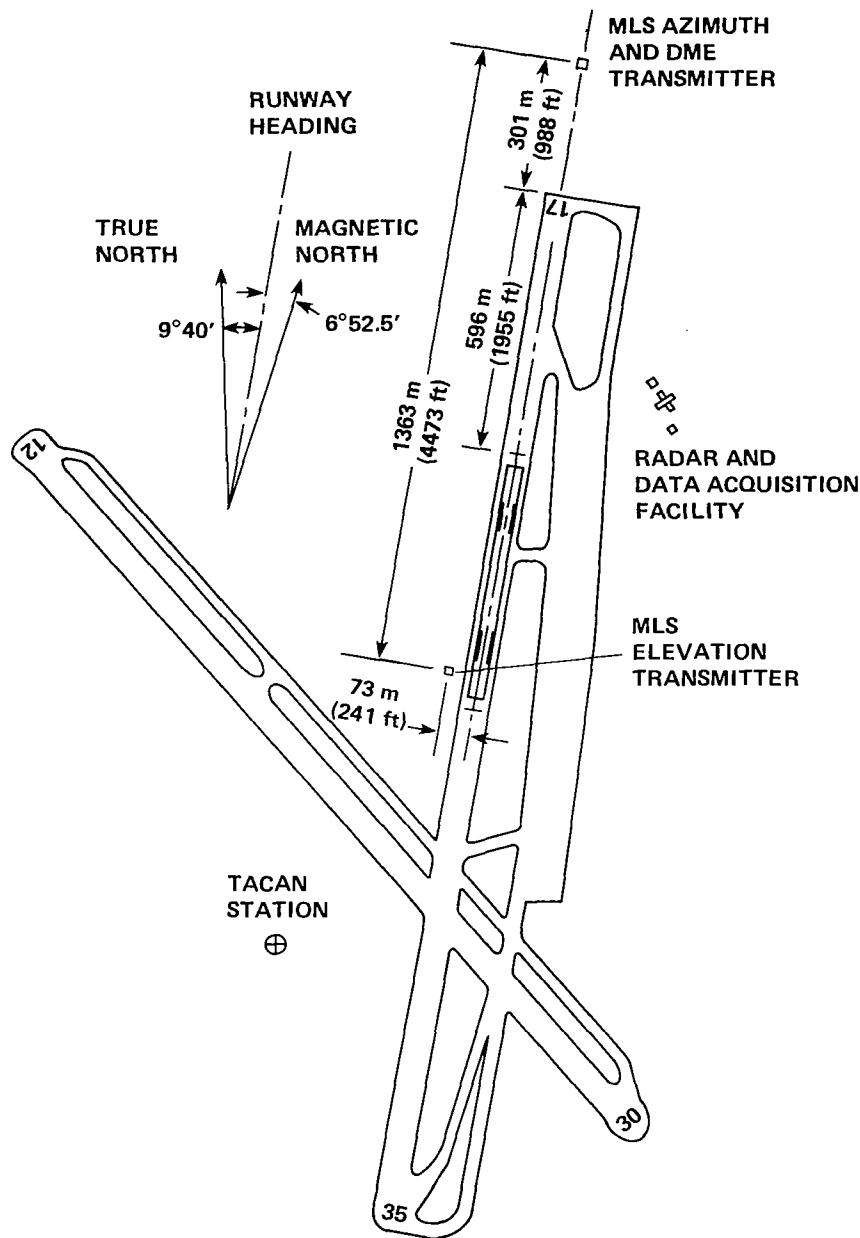 MLS AZIMUTH
AND DME
TRANSMITTER
301 m
(988 ft)
RUNWAY
HEADING
TRUE
NORTH
MAGNETIC
NORTH
9°40'
6°52.5'
17
596 m
(1955 ft)
1363 m
(4473 ft)
12
RADAR AND
DATA ACQUISITION
FACILITY
MLS
ELEVATION
TRANSMITTER
73 m
(241 ft)
TACAN
STATION
30
35